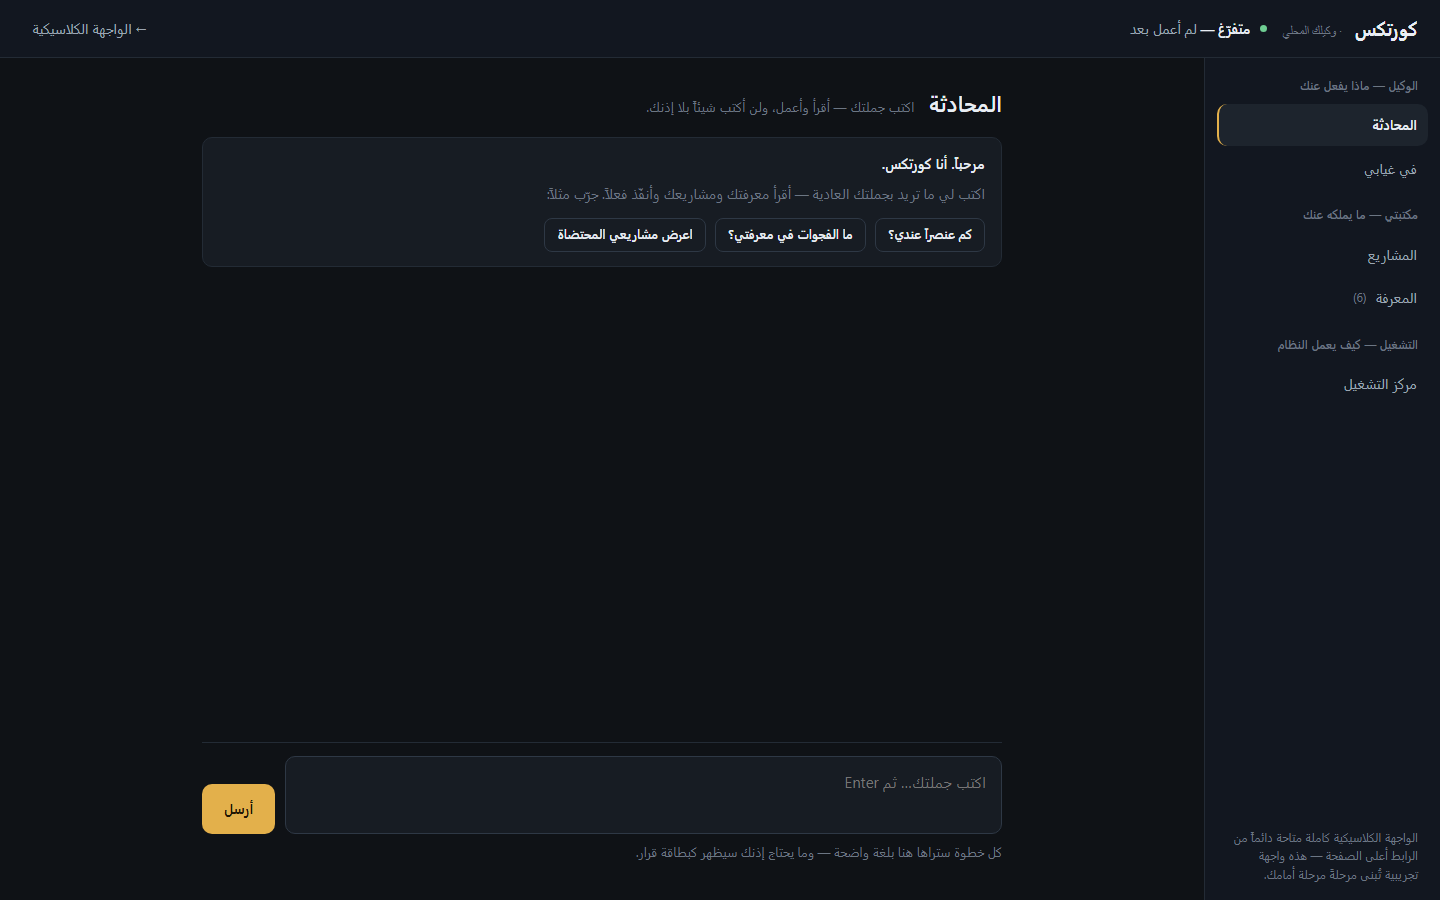 كورتكس · وكيلك المحلي متفرّغ — لم أعمل بعد
← الواجهة الكلاسيكية
الوكيل — ماذا يفعل عنك
المحادثة
في غيابي
مكتبتي — ما يملكه عنك
المشاريع
المعرفة (6)
التشغيل — كيف يعمل النظام
مركز التشغيل
الواجهة الكلاسيكية كاملة متاحة دائماً من
الرابط أعلى الصفحة — هذه واجهة
تجريبية تُبنى مرحلةً مرحلة أمامك.
المحادثة اكتب جملتك — أقرأ وأعمل، ولن أكتب شيئاً بلا إذنك.
مرحباً. أنا كورتكس.
اكتب لي ما تريد بجملتك العادية — أقرأ معرفتك ومشاريعك وأنفّذ فعلاً. جرّب مثلاً:
كم عنصراً عندي؟
ما الفجوات في معرفتي؟
اعرض مشاريعي المحتضاة
اكتب جملتك... ثم Enter
أرسل
كل خطوة ستراها هنا بلغة واضحة — وما يحتاج إذنك سيظهر كبطاقة قرار.